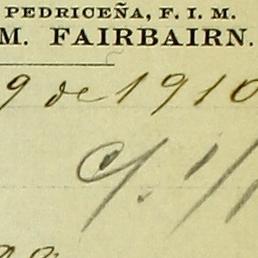 PEDRICEÑA, F. I. M.
M. FAIRBAIRN.
9 de 1910